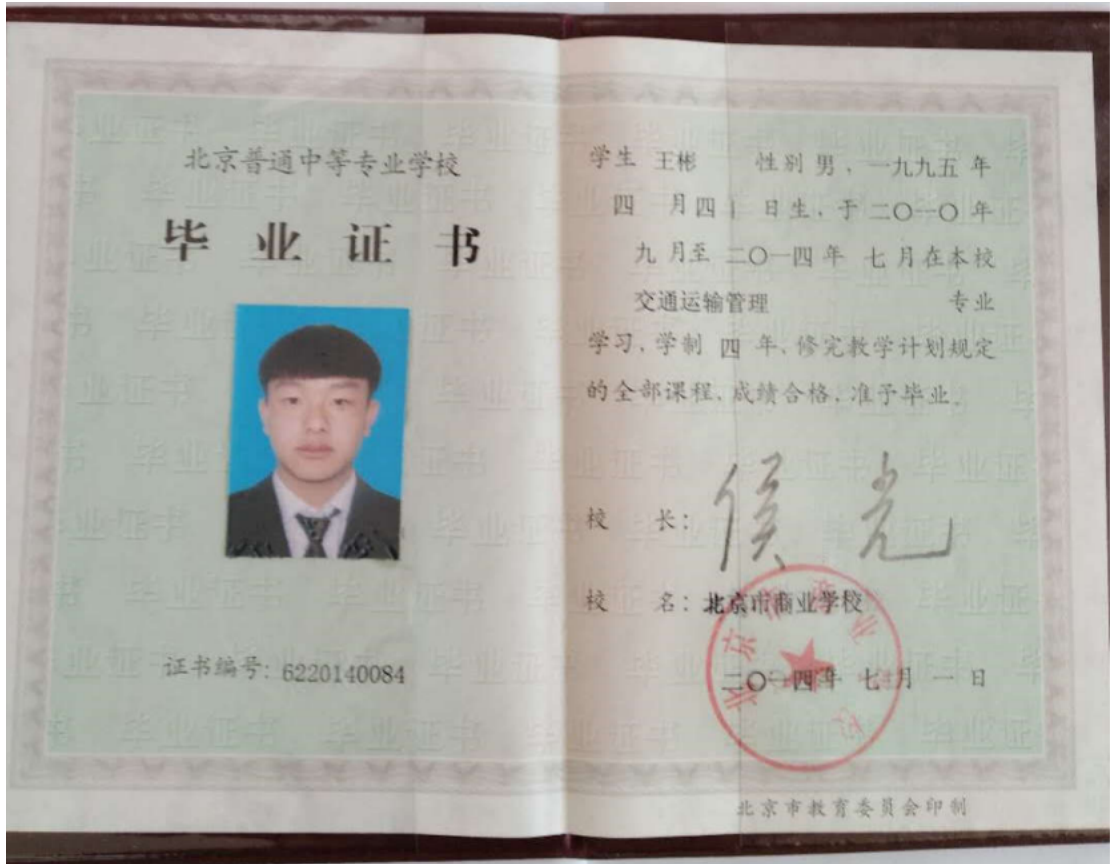 北京普通中等专业学校
毕业证书
证书编号: 6220140084
学生 王彬 性别 男、一九九五 年
四 月四 日生, 于 二〇一〇 年
九 月至 二〇一四 年 七 月在本校
交通运输管理 专业
学习、学制 四 年、修完教学计划规定
的全部课程、成绩合格、准予毕业。
校 长: 侯光
校 名: 北京市商业学校
二〇一四年 七 月 一 日
北京市教育委员会印制